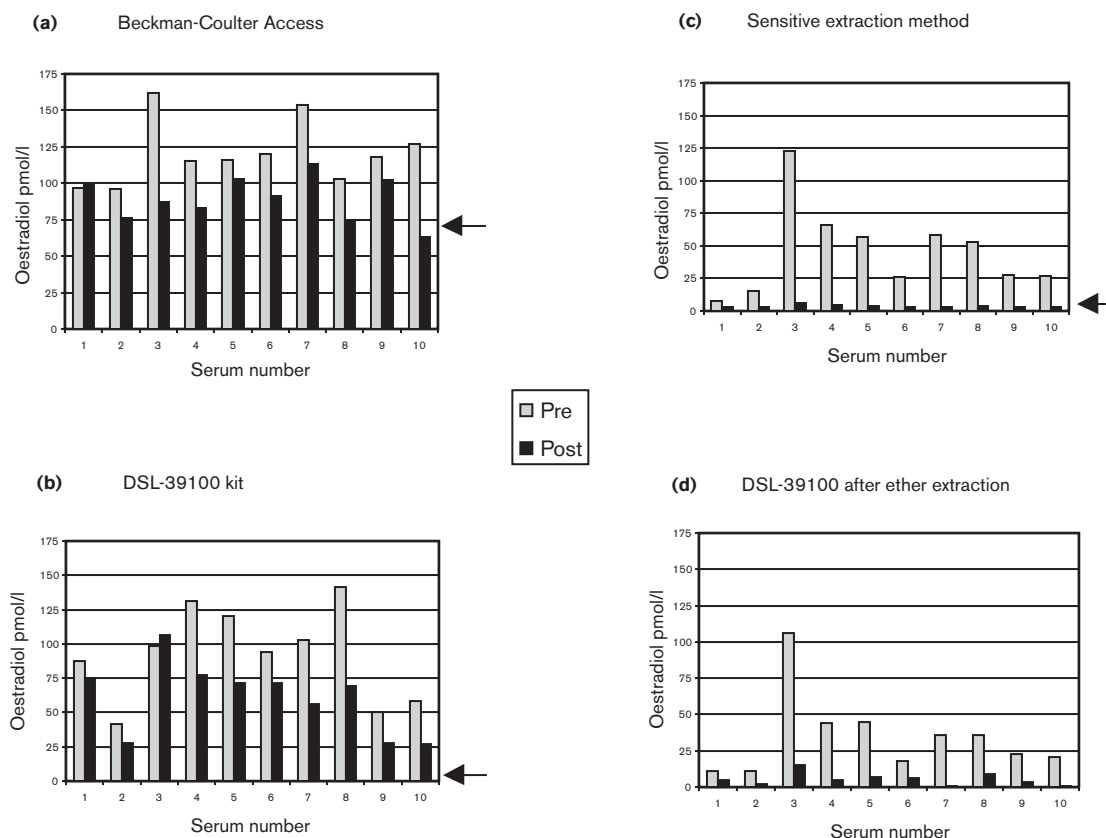 (a) Beckman-Coulter Access
175
150
125
100
75
50
25
0
Oestradiol pmol/l
1 2 3 4 5 6 7 8 9 10
Serum number
(c) Sensitive extraction method
175
150
125
100
75
50
25
0
Oestradiol pmol/l
1 2 3 4 5 6 7 8 9 10
Serum number
Pre
Post
(b) DSL-39100 kit
175
150
125
100
75
50
25
0
Oestradiol pmol/l
1 2 3 4 5 6 7 8 9 10
Serum number
(d) DSL-39100 after ether extraction
175
150
125
100
75
50
25
0
Oestradiol pmol/l
1 2 3 4 5 6 7 8 9 10
Serum number